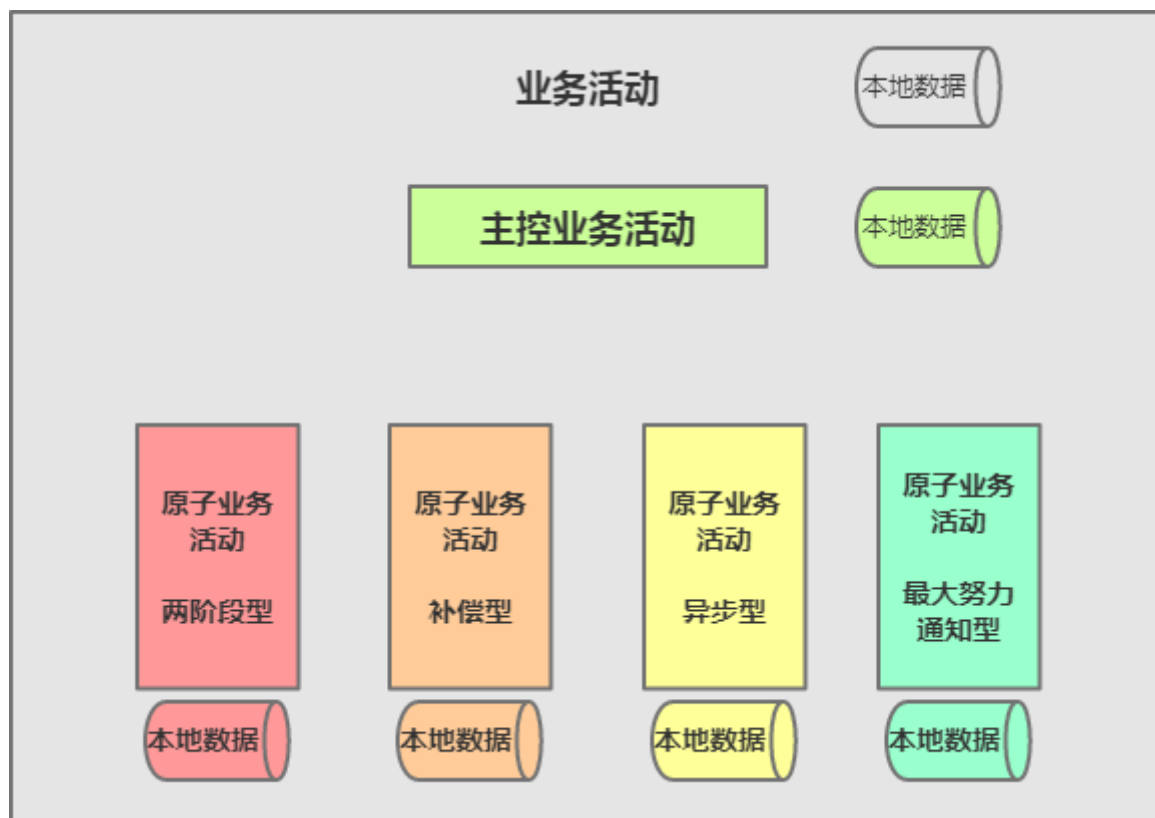 业务活动
本地数据
主控业务活动
本地数据
原子业务
活动
两阶段型
原子业务
活动
补偿型
原子业务
活动
异步型
原子业务
活动
最大努力
通知型
本地数据
本地数据
本地数据
本地数据